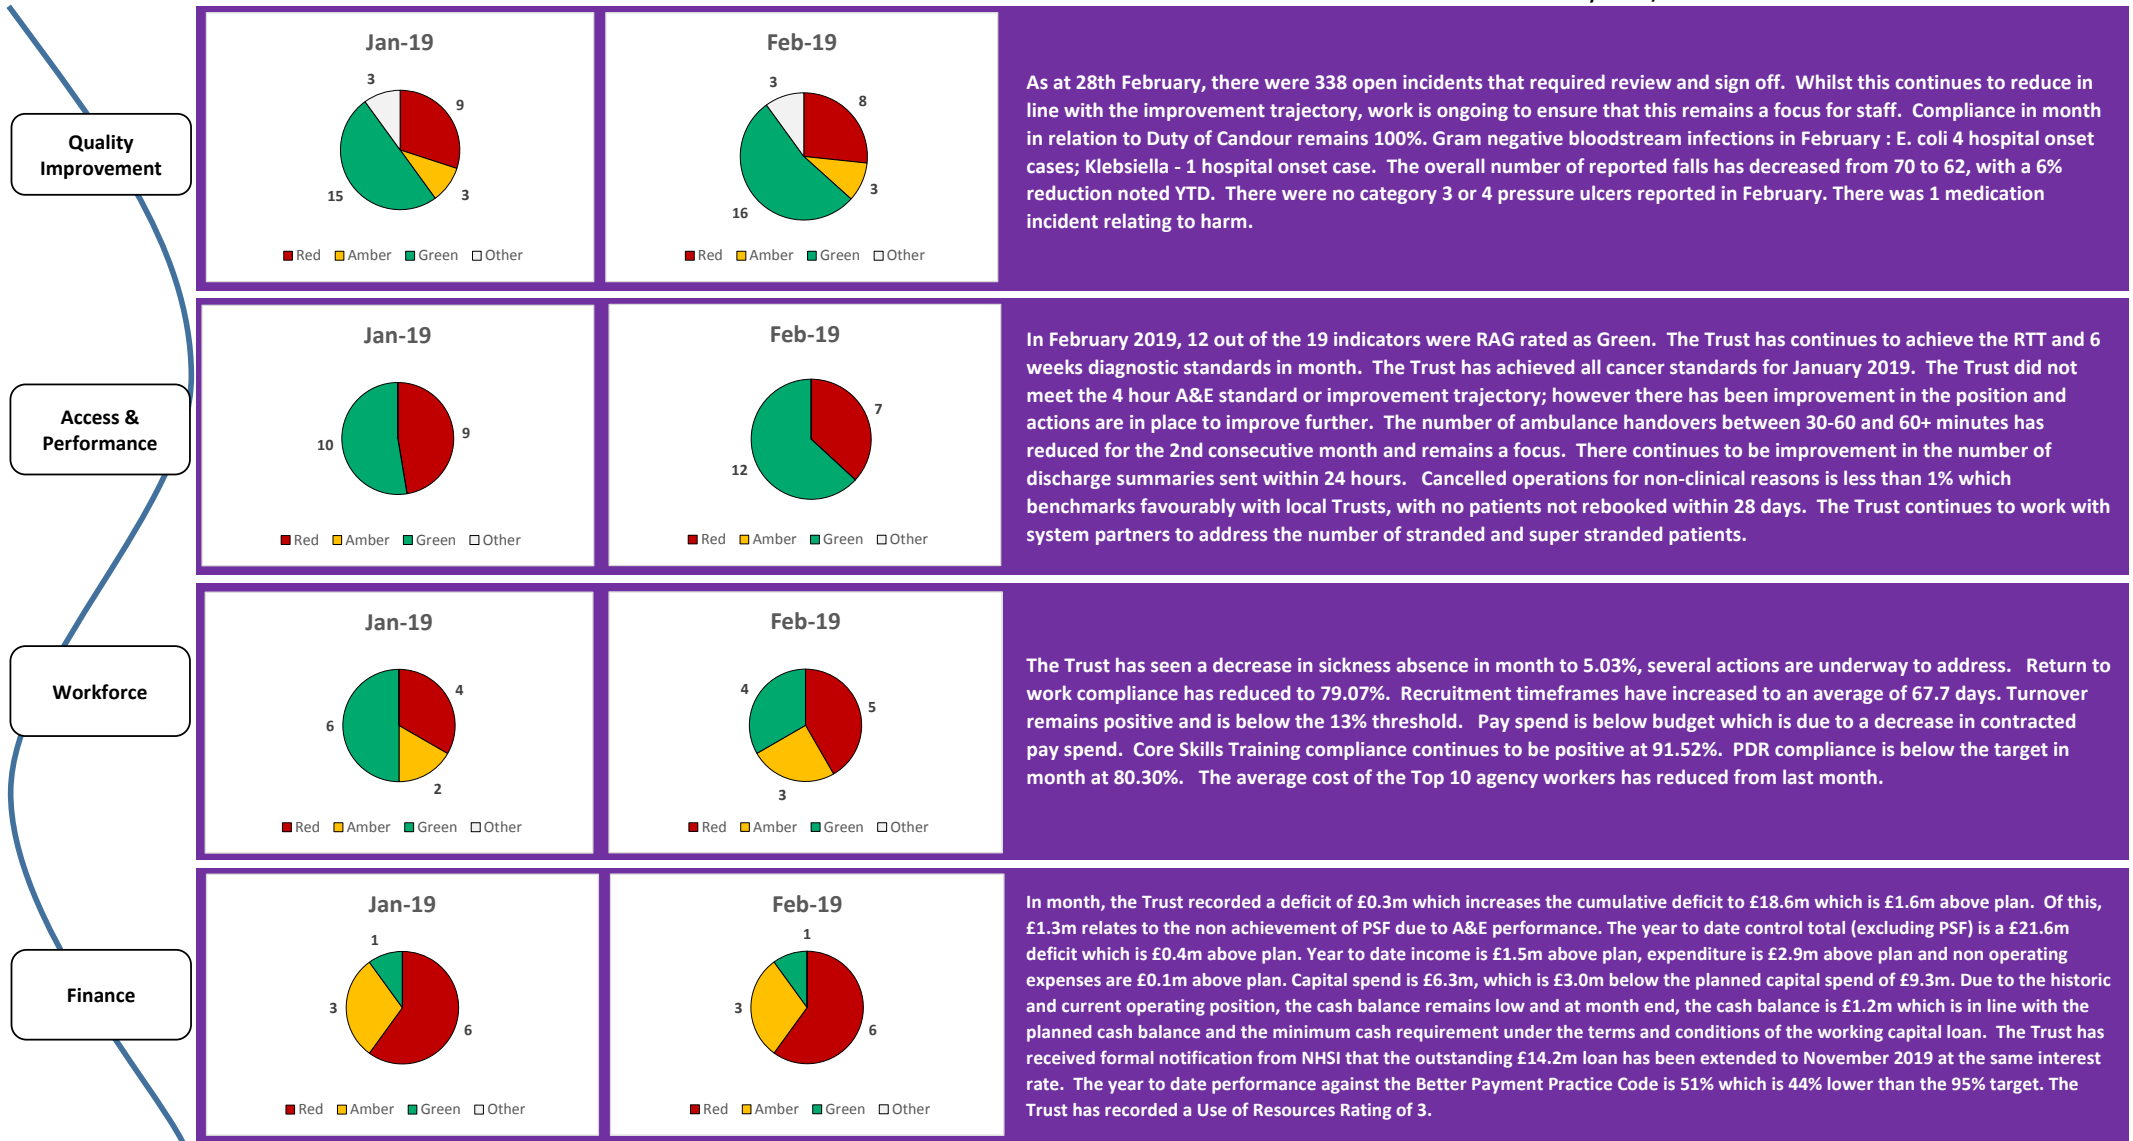 Quality
Improvement
Jan-19
3
9
15
3
Red Amber Green Other
Feb-19
3
8
16
3
Red Amber Green Other
As at 28th February, there were 338 open incidents that required review and sign off. Whilst this continues to reduce in
line with the improvement trajectory, work is ongoing to ensure that this remains a focus for staff. Compliance in month
in relation to Duty of Candour remains 100%. Gram negative bloodstream infections in February : E. coli 4 hospital onset
cases; Klebsiella - 1 hospital onset case. The overall number of reported falls has decreased from 70 to 62, with a 6%
reduction noted YTD. There were no category 3 or 4 pressure ulcers reported in February. There was 1 medication
incident relating to harm.
Access &
Performance
Jan-19
10
9
Red Amber Green Other
Feb-19
7
12
Red Amber Green Other
In February 2019, 12 out of the 19 indicators were RAG rated as Green. The Trust has continues to achieve the RTT and 6
weeks diagnostic standards in month. The Trust has achieved all cancer standards for January 2019. The Trust did not
meet the 4 hour A&E standard or improvement trajectory; however there has been improvement in the position and
actions are in place to improve further. The number of ambulance handovers between 30-60 and 60+ minutes has
reduced for the 2nd consecutive month and remains a focus. There continues to be improvement in the number of
discharge summaries sent within 24 hours. Cancelled operations for non-clinical reasons is less than 1% which
benchmarks favourably with local Trusts, with no patients not rebooked within 28 days. The Trust continues to work with
system partners to address the number of stranded and super stranded patients.
Workforce
Jan-19
4
6
2
Red Amber Green Other
Feb-19
4
5
3
Red Amber Green Other
The Trust has seen a decrease in sickness absence in month to 5.03%, several actions are underway to address. Return to
work compliance has reduced to 79.07%. Recruitment timeframes have increased to an average of 67.7 days. Turnover
remains positive and is below the 13% threshold. Pay spend is below budget which is due to a decrease in contracted
pay spend. Core Skills Training compliance continues to be positive at 91.52%. PDR compliance is below the target in
month at 80.30%. The average cost of the Top 10 agency workers has reduced from last month.
Finance
Jan-19
1
3
6
Red Amber Green Other
Feb-19
1
3
6
Red Amber Green Other
In month, the Trust recorded a deficit of £0.3m which increases the cumulative deficit to £18.6m which is £1.6m above plan. Of this,
£1.3m relates to the non achievement of PSF due to A&E performance. The year to date control total (excluding PSF) is a £21.6m
deficit which is £0.4m above plan. Year to date income is £1.5m above plan, expenditure is £2.9m above plan and non operating
expenses are £0.1m above plan. Capital spend is £6.3m, which is £3.0m below the planned capital spend of £9.3m. Due to the historic
and current operating position, the cash balance remains low and at month end, the cash balance is £1.2m which is in line with the
planned cash balance and the minimum cash requirement under the terms and conditions of the working capital loan. The Trust has
received formal notification from NHSI that the outstanding £14.2m loan has been extended to November 2019 at the same interest
rate. The year to date performance against the Better Payment Practice Code is 51% which is 44% lower than the 95% target. The
Trust has recorded a Use of Resources Rating of 3.